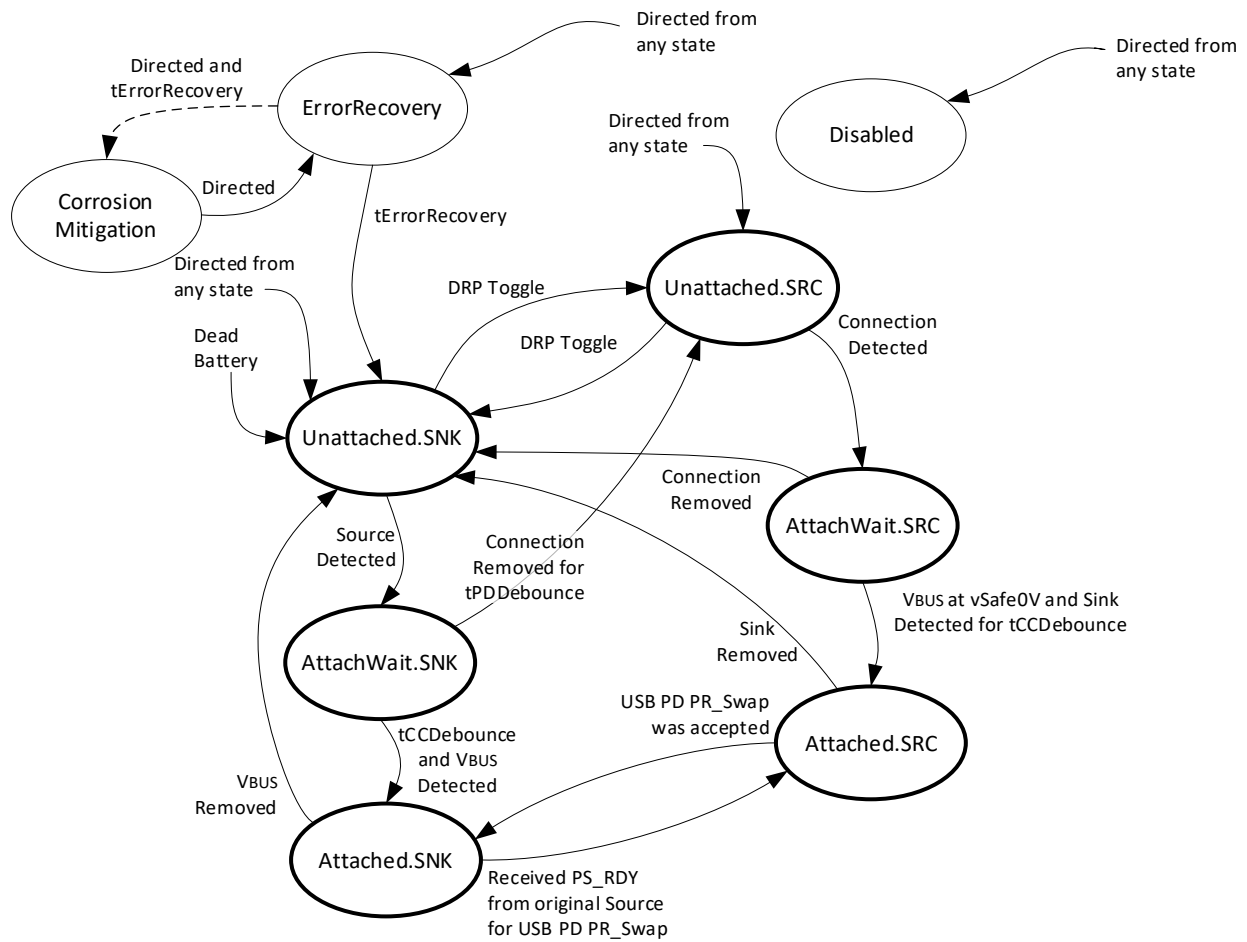 Directed from
any state
Directed and
tErrorRecovery
ErrorRecovery
Directed from
any state
Directed from
any state
Disabled
Corrosion
Mitigation
Directed
tErrorRecovery
Directed from
any state
DRP Toggle
Unattached.SRC
Dead
Battery
DRP Toggle
Connection
Detected
Unattached.SNK
Connection
Removed
AttachWait.SRC
Source
Detected
Connection
Removed for
tPDDebounce
VBUS at vSafe0V and Sink
Detected for tCCDebounce
Sink
Removed
AttachWait.SNK
USB PD PR_Swap
was accepted
Attached.SRC
tCCDebounce
and VBUS
Detected
VBUS
Removed
Attached.SNK
Received PS_RDY
from original Source
for USB PD PR_Swap